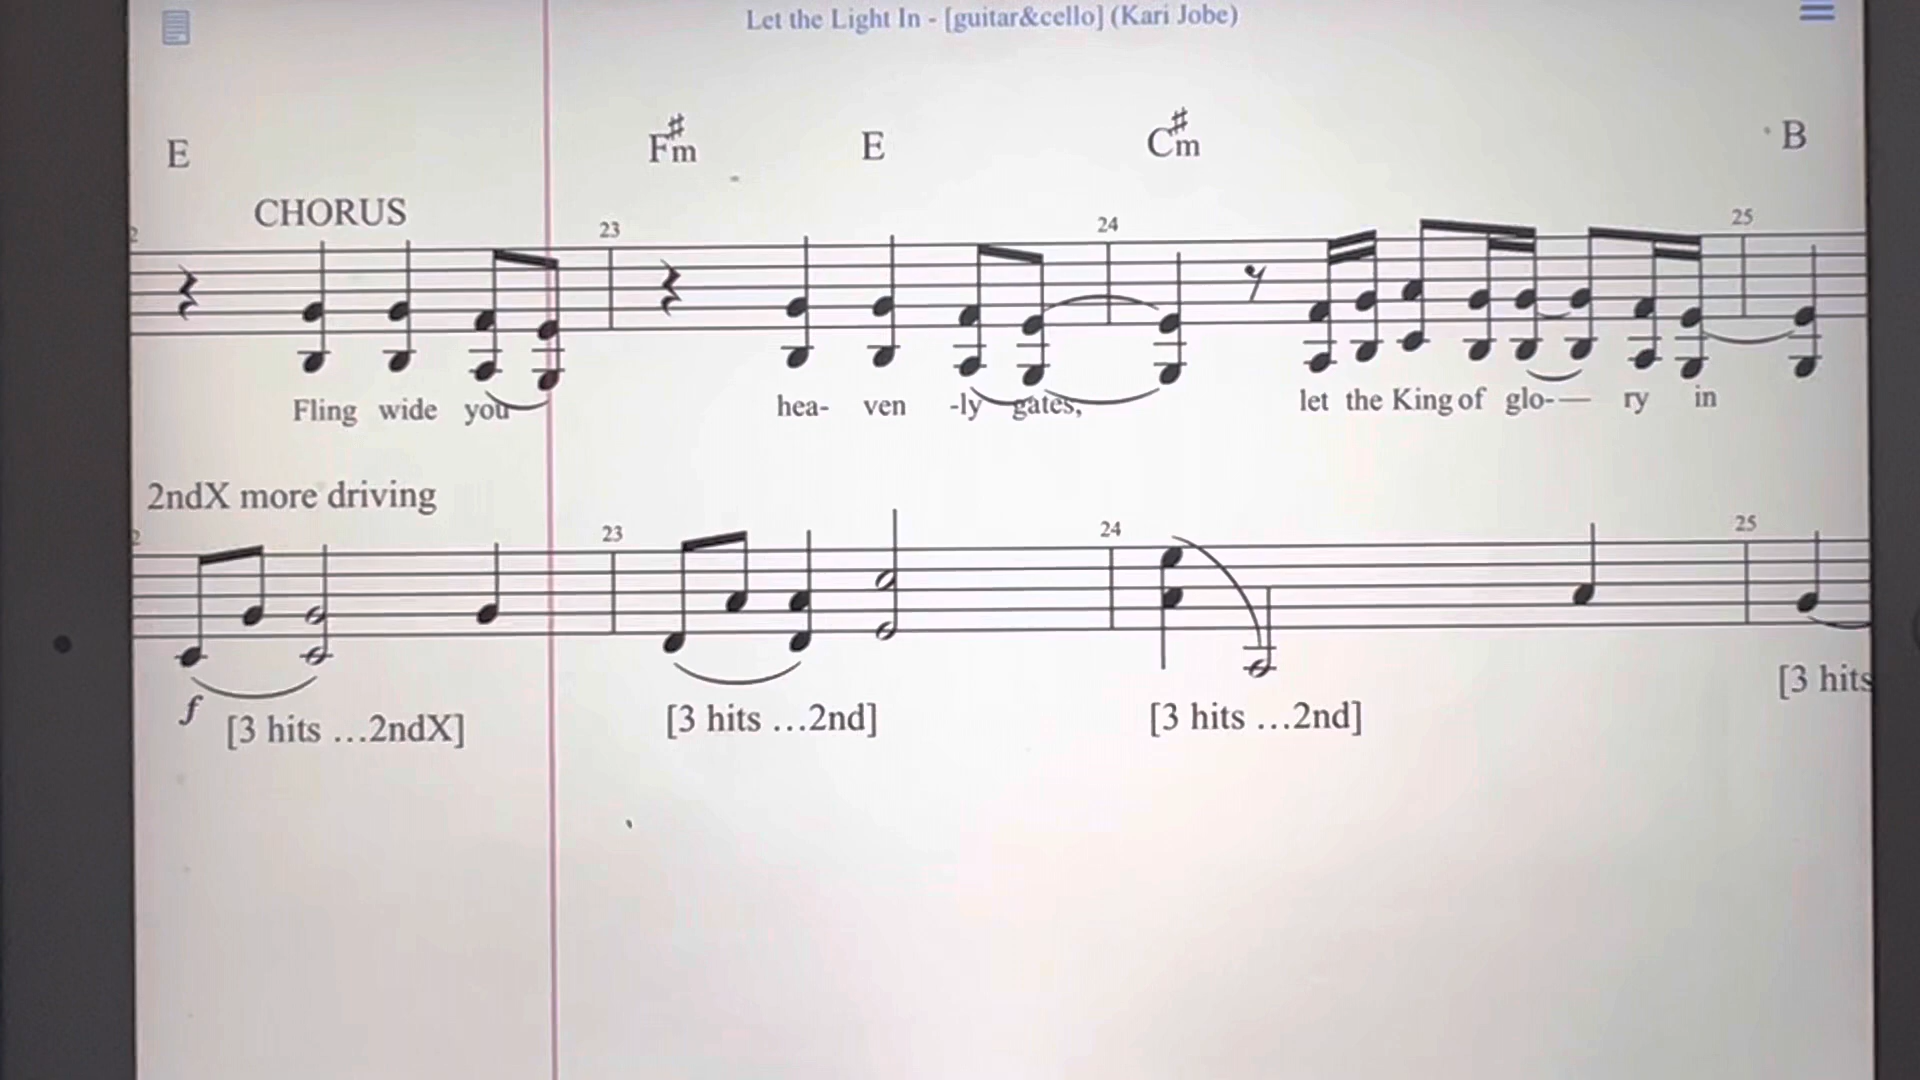 Let the Light In - [guitar&cello] (Kari Jobe)
E F♯m E C♯m B
CHORUS
23 24 25
Fling wide you hea- ven -ly gates, let the King of glo-— ry in
2ndX more driving
23 24 25
f [3 hits ...2ndX] [3 hits ...2nd] [3 hits ...2nd] [3 hits